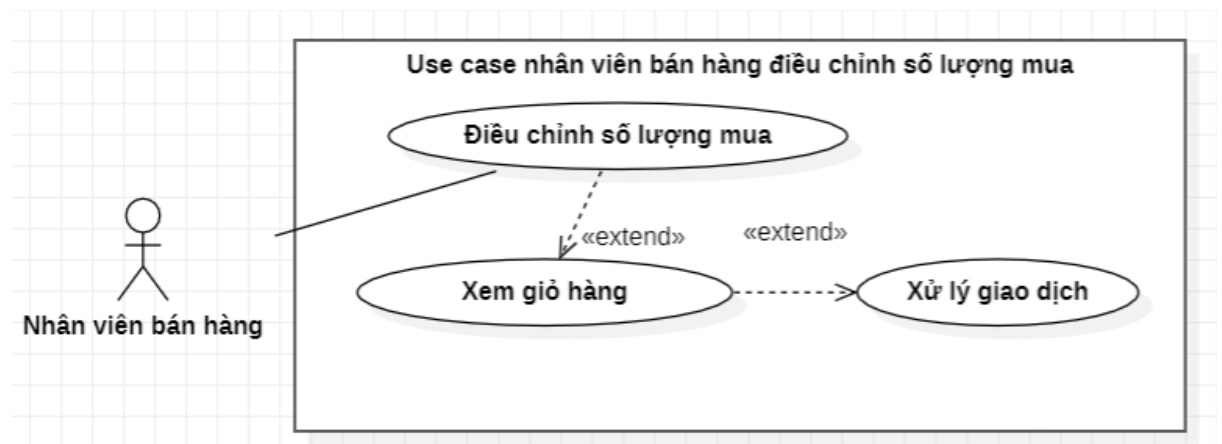 Use case nhân viên bán hàng điều chỉnh số lượng mua
Điều chỉnh số lượng mua
«extend»
«extend»
Xem giỏ hàng
Xử lý giao dịch
Nhân viên bán hàng